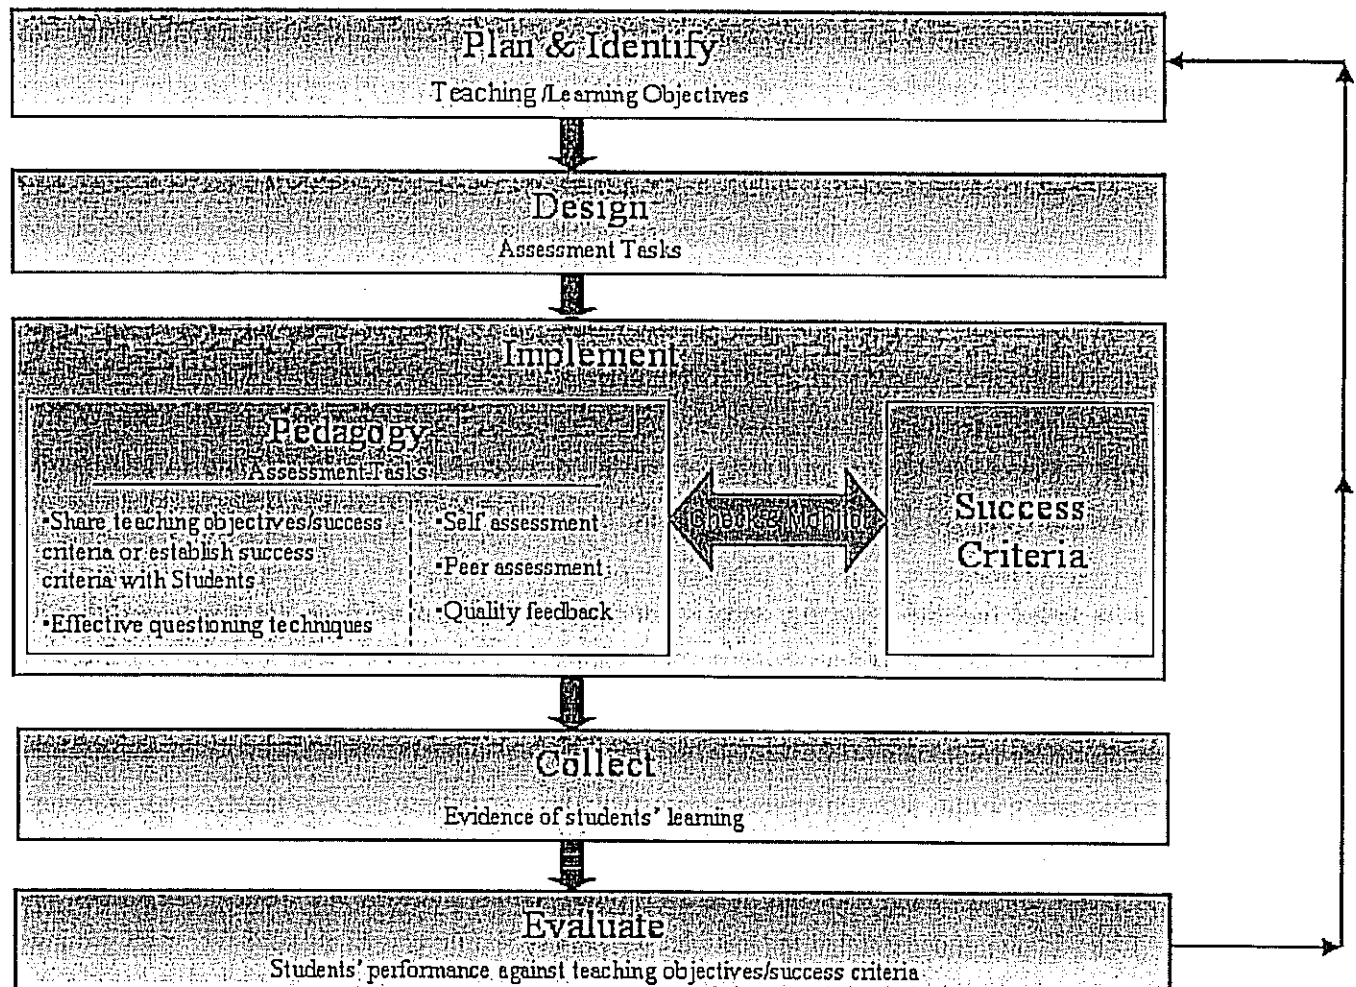 Plan & Identify
Teaching /Learning Objectives
Design
Assessment Tasks
Implement
Pedagogy
Assessment Tasks
▪Share teaching objectives/success
criteria or establish success
criteria with Students
▪Effective questioning techniques
▪Self assessment
▪Peer assessment
▪Quality feedback
Check & Monitor
Success
Criteria
Collect
Evidence of students' learning
Evaluate
Students' performance against teaching objectives/success criteria